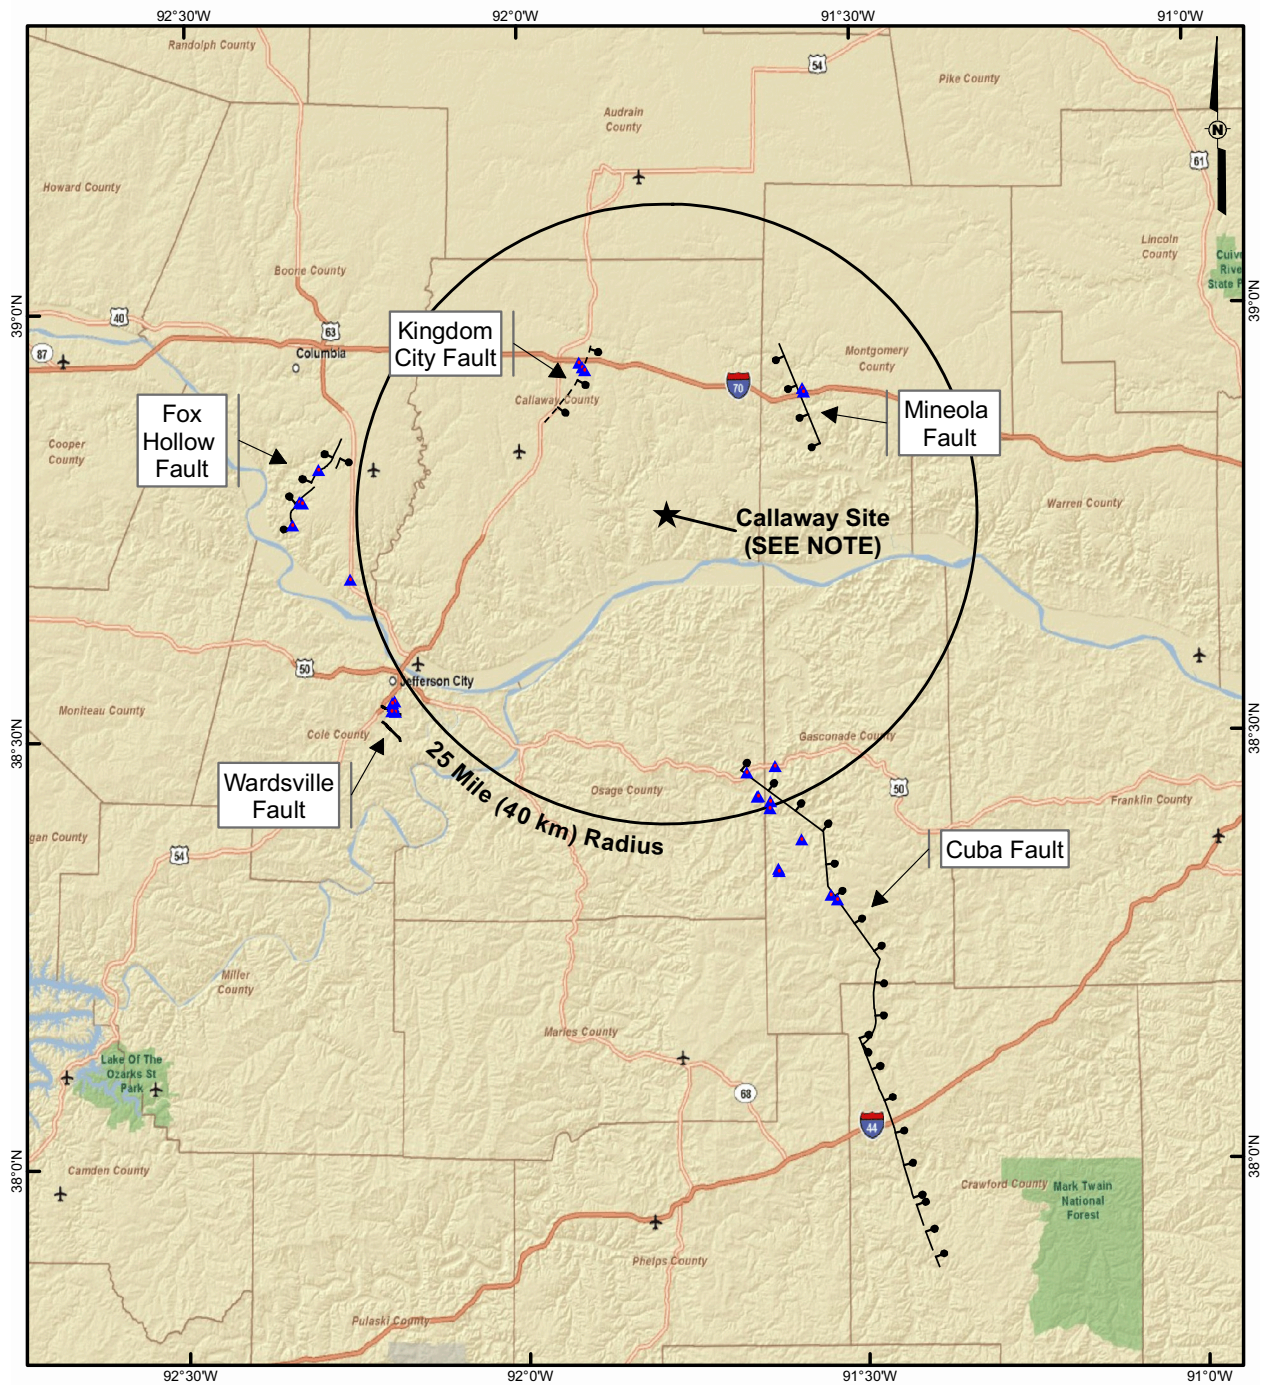 92°30'W
92°0'W
91°30'W
91°0'W
Randolph County
54
Pike County
Audrain
County
N
61
Howard County
Lincoln
County
Boone County
39°0'N
39°0'N
40
63
87
Columbia
Kingdom
City Fault
Montgomery
County
70
Callaway County
Fox
Hollow
Fault
Mineola
Fault
Cooper
County
Warren County
Callaway Site
(SEE NOTE)
50
Jefferson City
Moniteau County
Cole County
38°30'N
38°30'N
Gasconade County
Wardsville
Fault
25 Mile (40 km) Radius
Osage County
50
Franklin County
gan County
54
Cuba Fault
Miller
County
Maries County
Lake Of The
Ozarks St
Park
68
44
38°0'N
38°0'N
Camden County
Crawford County
Mark Twain
National
Forest
Phelps County
Pulaski County
92°30'W
92°0'W
91°30'W
91°0'W